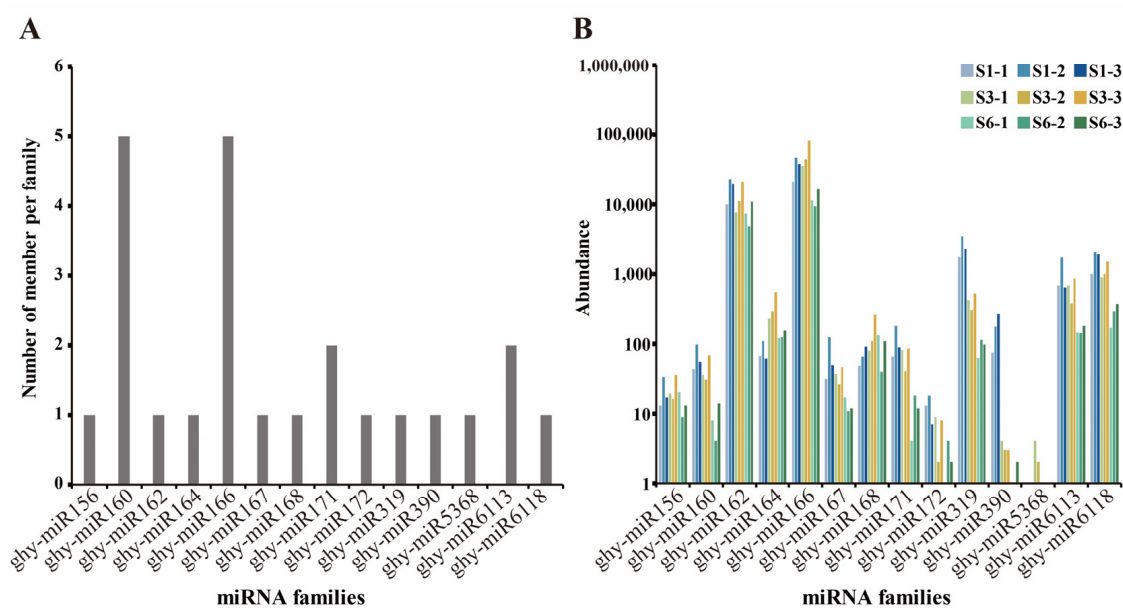 A
Number of member per family
6
5
4
3
2
1
0
ghy-miR156
ghy-miR160
ghy-miR162
ghy-miR164
ghy-miR166
ghy-miR167
ghy-miR168
ghy-miR171
ghy-miR172
ghy-miR319
ghy-miR390
ghy-miR5368
ghy-miR6113
ghy-miR6118
miRNA families
B
S1-1 S1-2 S1-3
S3-1 S3-2 S3-3
S6-1 S6-2 S6-3
Abundance
1,000,000
100,000
10,000
1,000
100
10
1
ghy-miR156
ghy-miR160
ghy-miR162
ghy-miR164
ghy-miR166
ghy-miR167
ghy-miR168
ghy-miR171
ghy-miR172
ghy-miR319
ghy-miR390
ghy-miR5368
ghy-miR6113
ghy-miR6118
miRNA families